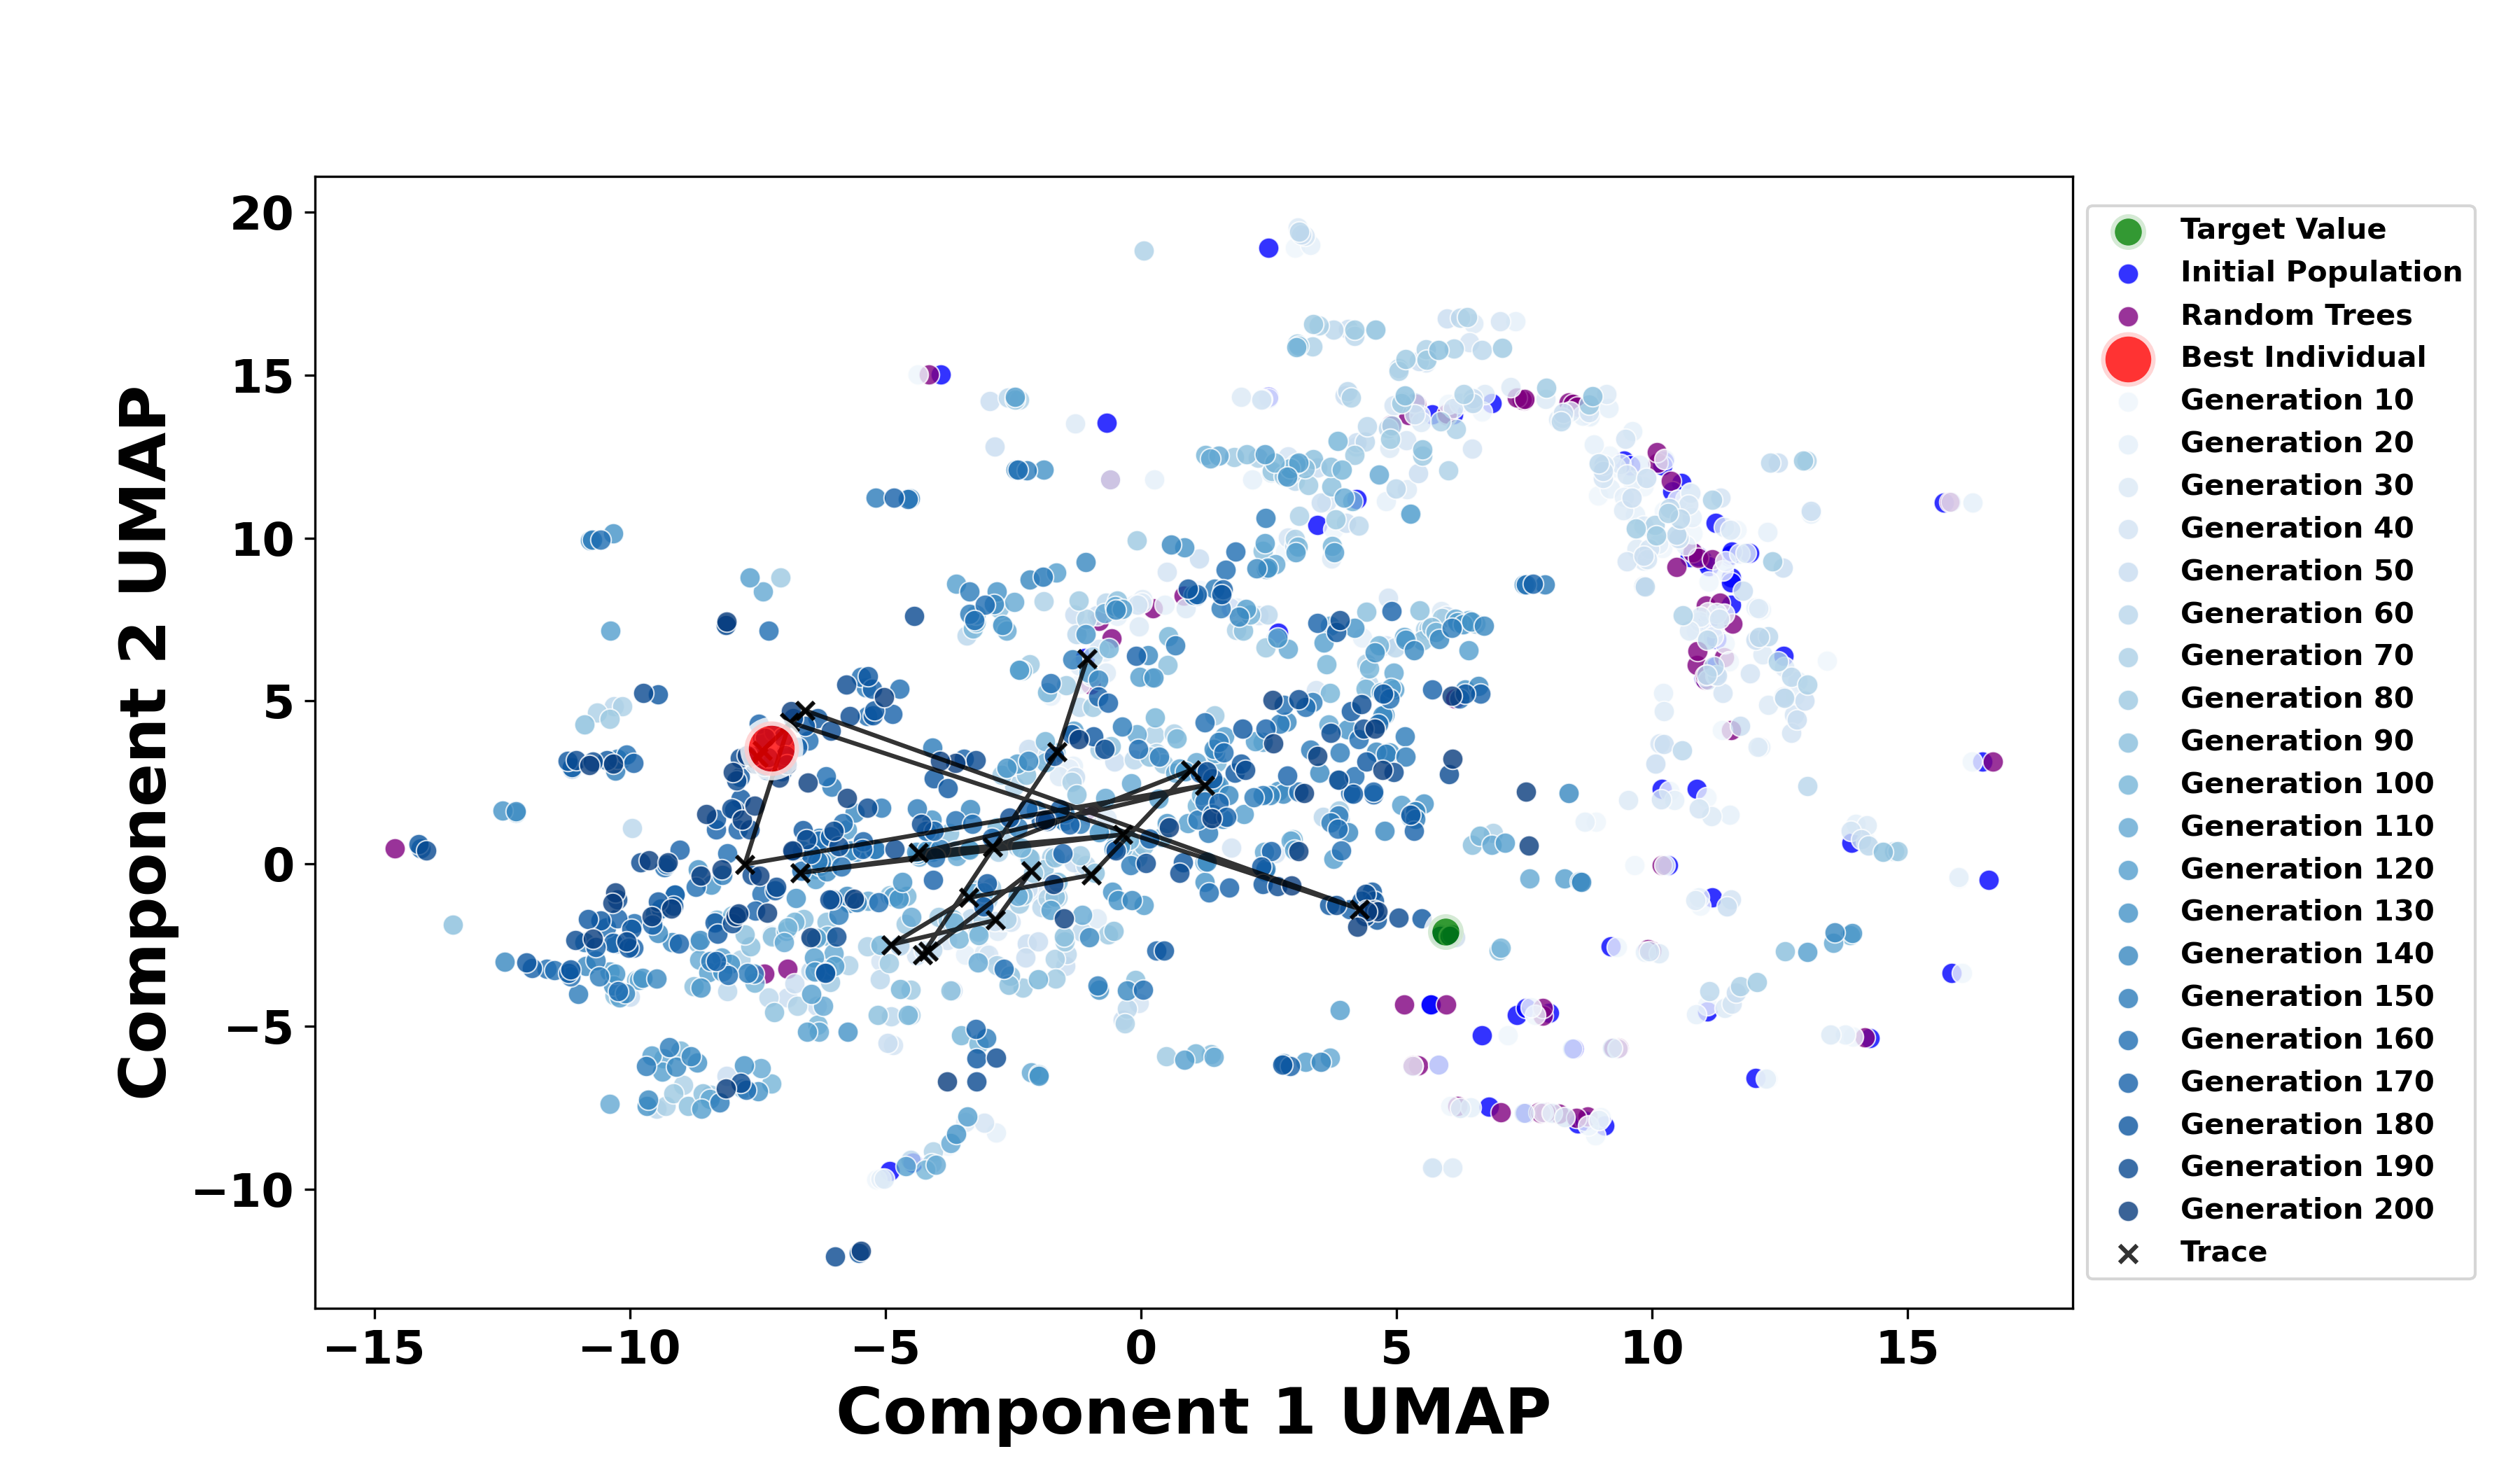 20
15
10
5
0
−5
−10
Component 2 UMAP
−15
−10
−5
0
5
10
15
Component 1 UMAP
Target Value
Initial Population
Random Trees
Best Individual
Generation 10
Generation 20
Generation 30
Generation 40
Generation 50
Generation 60
Generation 70
Generation 80
Generation 90
Generation 100
Generation 110
Generation 120
Generation 130
Generation 140
Generation 150
Generation 160
Generation 170
Generation 180
Generation 190
Generation 200
Trace